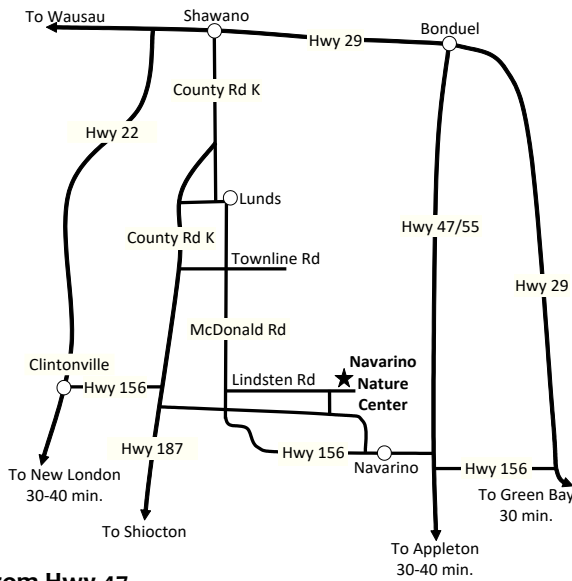 To Wausau
Shawano
Bonduel
Hwy 29
County Rd K
Hwy 22
Lunds
Hwy 47/55
County Rd K
Townline Rd
Hwy 29
McDonald Rd
Clintonville
Navarino
Nature
Center
Lindsten Rd
Hwy 156
Hwy 187
Hwy 156
Navarino
Hwy 156
To New London
30-40 min.
To Green Bay
30 min.
To Shiocton
To Appleton
30-40 min.